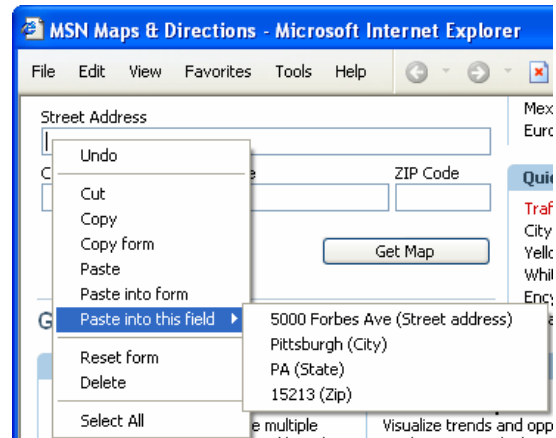 MSN Maps & Directions - Microsoft Internet Explorer
File Edit View Favorites Tools Help
Street Address
ZIP Code
Get Map
Undo
Cut
Copy
Copy form
Paste
Paste into form
Paste into this field
Reset form
Delete
Select All
5000 Forbes Ave (Street address)
Pittsburgh (City)
PA (State)
15213 (Zip)
Mex
Euro
Quic
Traf
City
Yello
Whit
Ency
e multiple
Visualize trends and opp